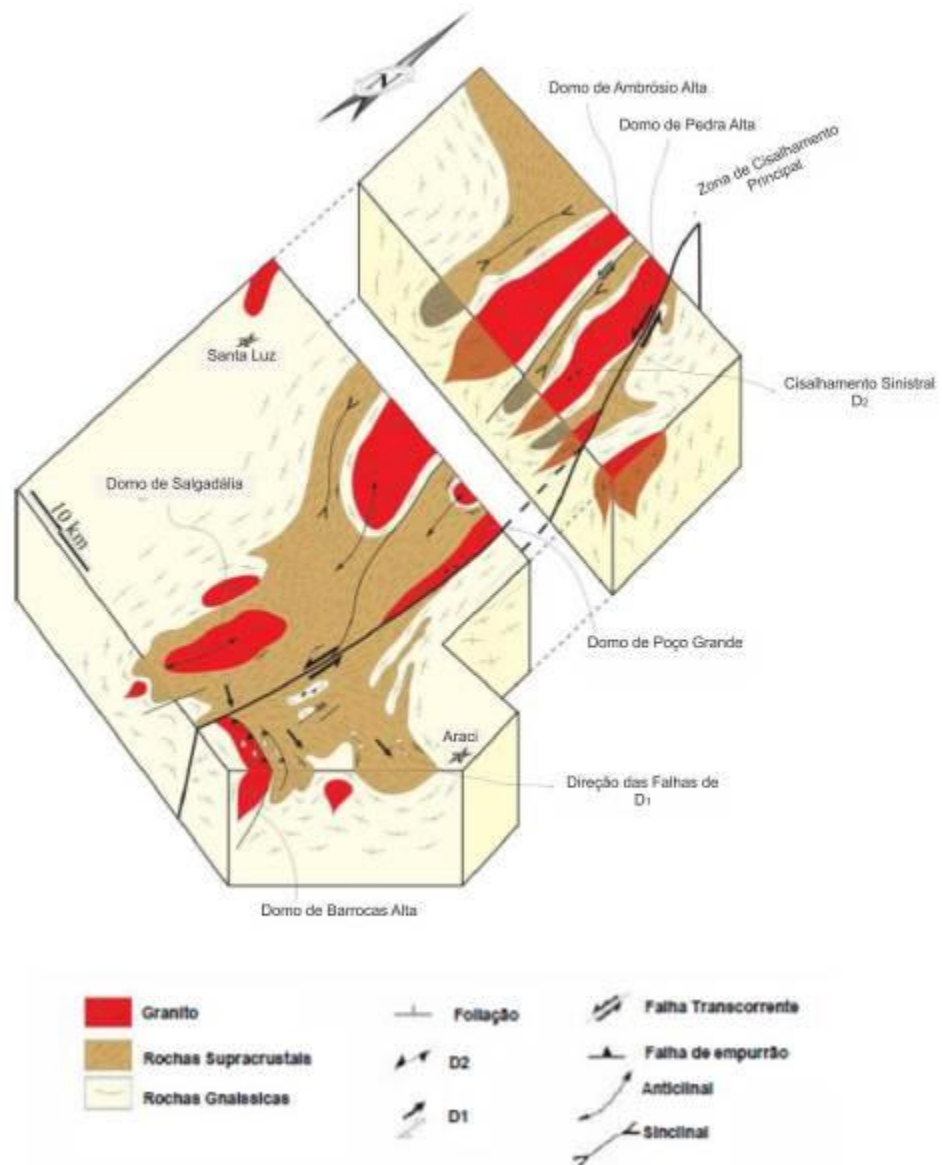 Domo de Ambrósio Alta
Domo de Pedra Alta
Zona de Cisalhamento
Principal
Santa Luz
Cisalhamento Sinistral
D2
Domo de Salgadália
10 km
Domo de Poço Grande
Araci
Direção das Falhas de
D1
Domo de Barrocas Alta
Granito
Rochas Supracrustais
Rochas Gnaissicas
Foliação
D2
D1
Falha Transcorrente
Falha de empurrão
Anticlinal
Sinclinal